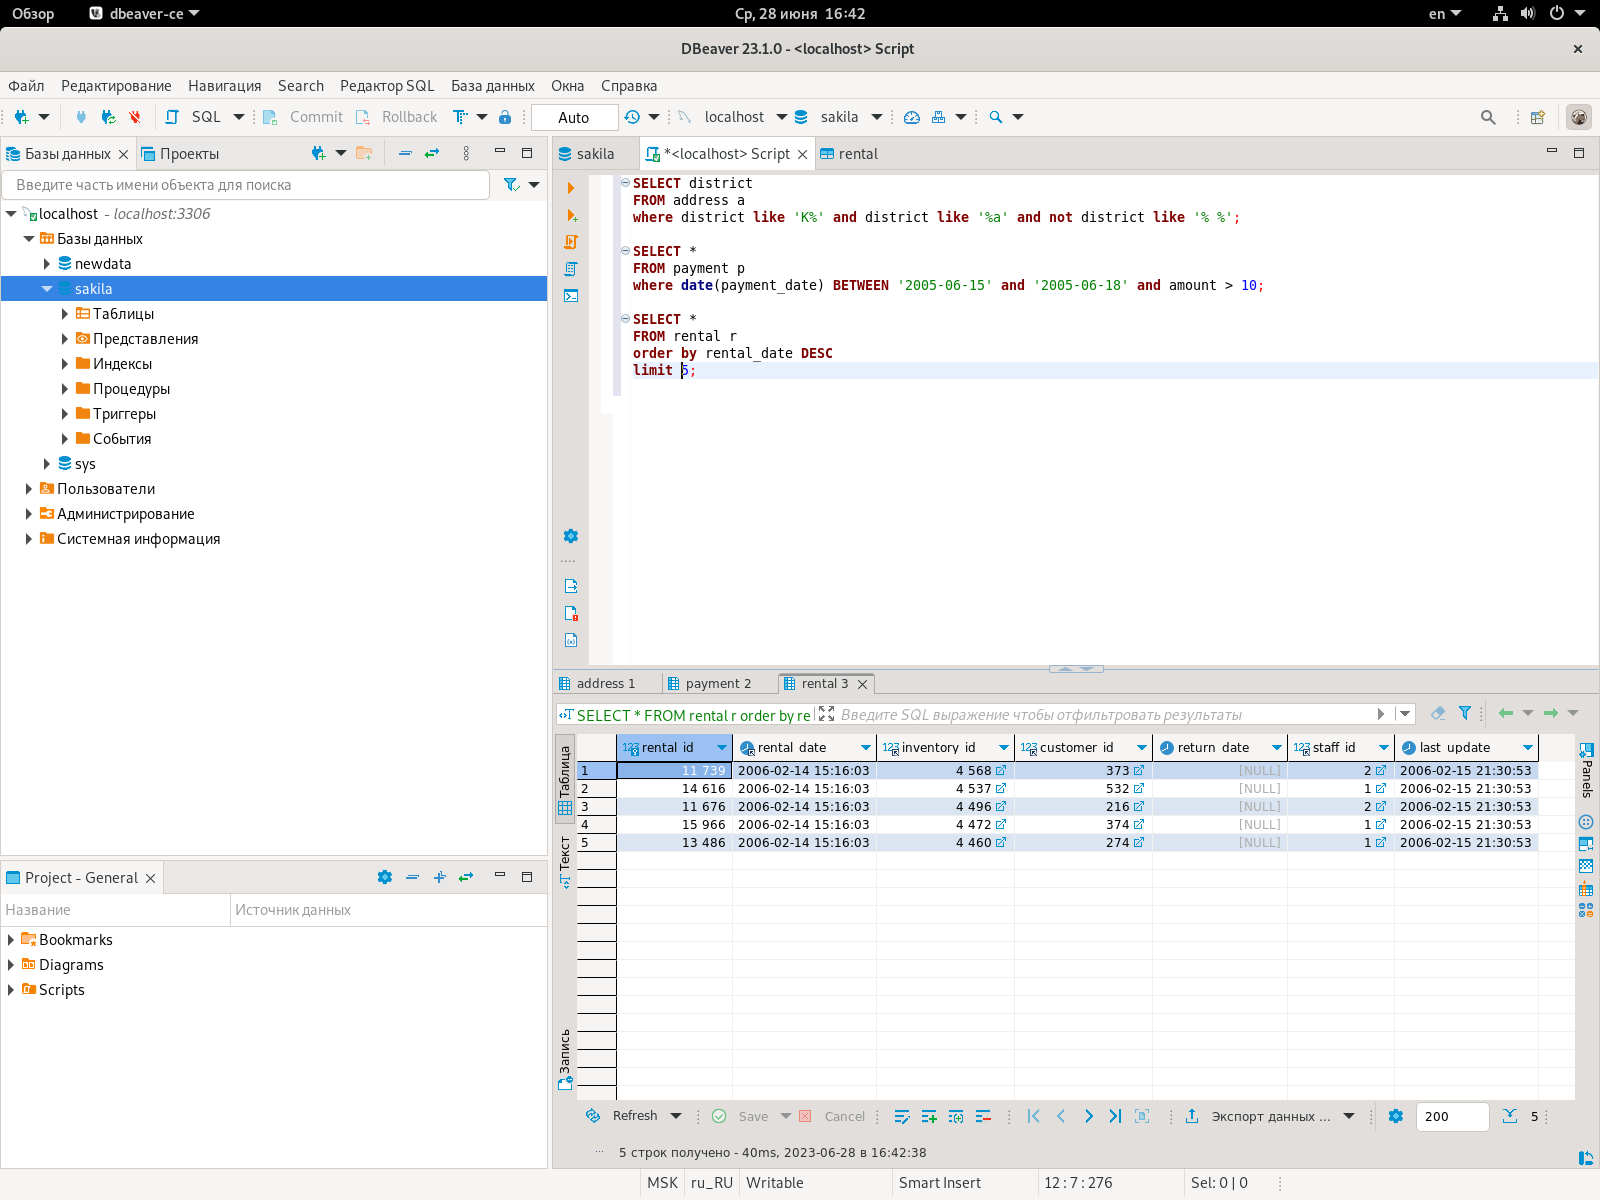 Обзор dbeaver-ce Ср, 28 июня 16:42 en
DBeaver 23.1.0 - <localhost> Script
Файл Редактирование Навигация Search Редактор SQL База данных Окна Справка
SQL Commit Rollback Auto localhost sakila
Базы данных Проекты
Введите часть имени объекта для поиска
localhost - localhost:3306
Базы данных
newdata
sakila
Таблицы
Представления
Индексы
Процедуры
Триггеры
События
sys
Пользователи
Администрирование
Системная информация
Project - General
Название Источник данных
Bookmarks
Diagrams
Scripts
sakila *<localhost> Script rental
SELECT district
FROM address a
where district like 'K%' and district like '%a' and not district like '% %';
SELECT *
FROM payment p
where date(payment_date) BETWEEN '2005-06-15' and '2005-06-18' and amount > 10;
SELECT *
FROM rental r
order by rental_date DESC
limit 5;
address 1 payment 2 rental 3
SELECT * FROM rental r order by re Введите SQL выражение чтобы отфильтровать результаты
Таблица
Текст
Запись
rental_id rental_date inventory_id customer_id return_date staff_id last_update
1 11 739 2006-02-14 15:16:03 4 568 373 [NULL] 2 2006-02-15 21:30:53
2 14 616 2006-02-14 15:16:03 4 537 532 [NULL] 1 2006-02-15 21:30:53
3 11 676 2006-02-14 15:16:03 4 496 216 [NULL] 2 2006-02-15 21:30:53
4 15 966 2006-02-14 15:16:03 4 472 374 [NULL] 1 2006-02-15 21:30:53
5 13 486 2006-02-14 15:16:03 4 460 274 [NULL] 1 2006-02-15 21:30:53
Panels
Refresh Save Cancel Экспорт данных ... 200 5
5 строк получено - 40ms, 2023-06-28 в 16:42:38
MSK ru_RU Writable Smart Insert 12 : 7 : 276 Sel: 0 | 0